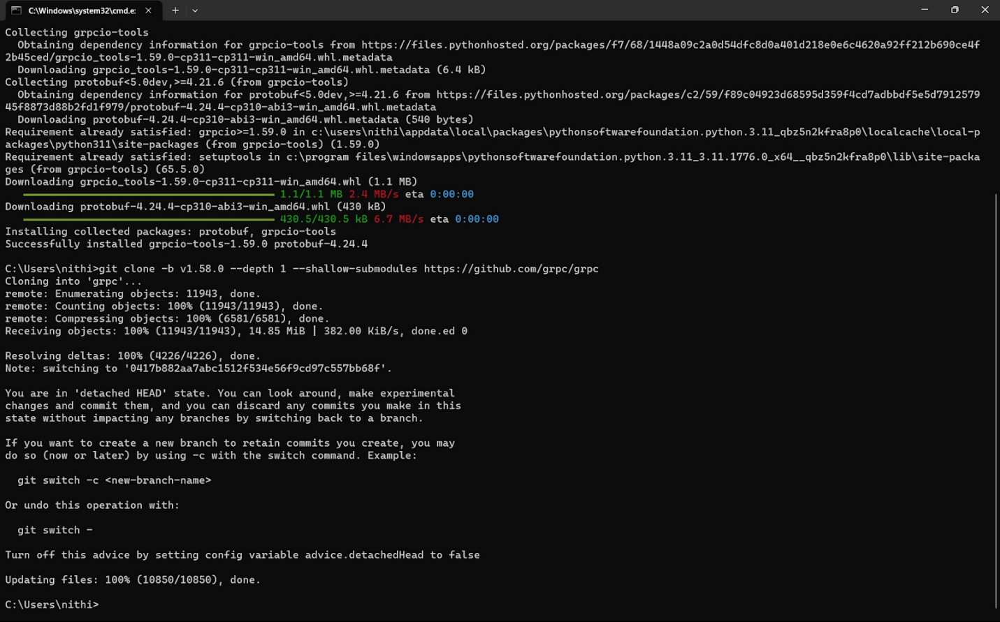 C:\Windows\system32\cmd.e:
Collecting grpcio-tools
  Obtaining dependency information for grpcio-tools from https://files.pythonhosted.org/packages/f7/68/1448a09c2a0d54dfc8d0a401d218e0e6c4620a92ff212b690ce4f
2b45ced/grpcio_tools-1.59.0-cp311-cp311-win_amd64.whl.metadata
  Downloading grpcio_tools-1.59.0-cp311-cp311-win_amd64.whl.metadata (6.4 kB)
Collecting protobuf<5.0dev,>=4.21.6 (from grpcio-tools)
  Obtaining dependency information for protobuf<5.0dev,>=4.21.6 from https://files.pythonhosted.org/packages/c2/59/f89c04923d68595d359f4cd7adbbdf5e5d7912579
45f8873d88b2fd1f979/protobuf-4.24.4-cp310-abi3-win_amd64.whl.metadata
  Downloading protobuf-4.24.4-cp310-abi3-win_amd64.whl.metadata (540 bytes)
Requirement already satisfied: grpcio>=1.59.0 in c:\users\nithi\appdata\local\packages\pythonsoftwarefoundation.python.3.11_qbz5n2kfra8p0\localcache\local-p
ackages\python311\site-packages (from grpcio-tools) (1.59.0)
Requirement already satisfied: setuptools in c:\program files\windowsapps\pythonsoftwarefoundation.python.3.11_3.11.1776.0_x64__qbz5n2kfra8p0\lib\site-packa
ges (from grpcio-tools) (65.5.0)
Downloading grpcio_tools-1.59.0-cp311-cp311-win_amd64.whl (1.1 MB)
1.1/1.1 MB 2.4 MB/s eta 0:00:00
Downloading protobuf-4.24.4-cp310-abi3-win_amd64.whl (430 kB)
430.5/430.5 kB 6.7 MB/s eta 0:00:00
Installing collected packages: protobuf, grpcio-tools
Successfully installed grpcio-tools-1.59.0 protobuf-4.24.4
C:\Users\nithi>git clone -b v1.58.0 --depth 1 --shallow-submodules https://github.com/grpc/grpc
Cloning into 'grpc'...
remote: Enumerating objects: 11943, done.
remote: Counting objects: 100% (11943/11943), done.
remote: Compressing objects: 100% (6581/6581), done.
Receiving objects: 100% (11943/11943), 14.85 MiB | 382.00 KiB/s, done.ed 0
Resolving deltas: 100% (4226/4226), done.
Note: switching to '0417b882aa7abc1512f534e56f9cd97c557bb68f'.
You are in 'detached HEAD' state. You can look around, make experimental
changes and commit them, and you can discard any commits you make in this
state without impacting any branches by switching back to a branch.
If you want to create a new branch to retain commits you create, you may
do so (now or later) by using -c with the switch command. Example:
  git switch -c <new-branch-name>
Or undo this operation with:
  git switch -
Turn off this advice by setting config variable advice.detachedHead to false
Updating files: 100% (10850/10850), done.
C:\Users\nithi>